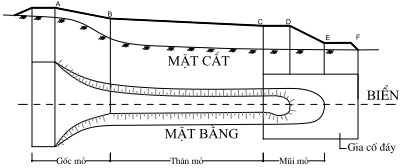 A
B
C
D
E
F
MẶT CẮT
BIỂN
MẶT BẰNG
Gia cố đáy
Gốc mỏ
Thân mỏ
Mũi mỏ